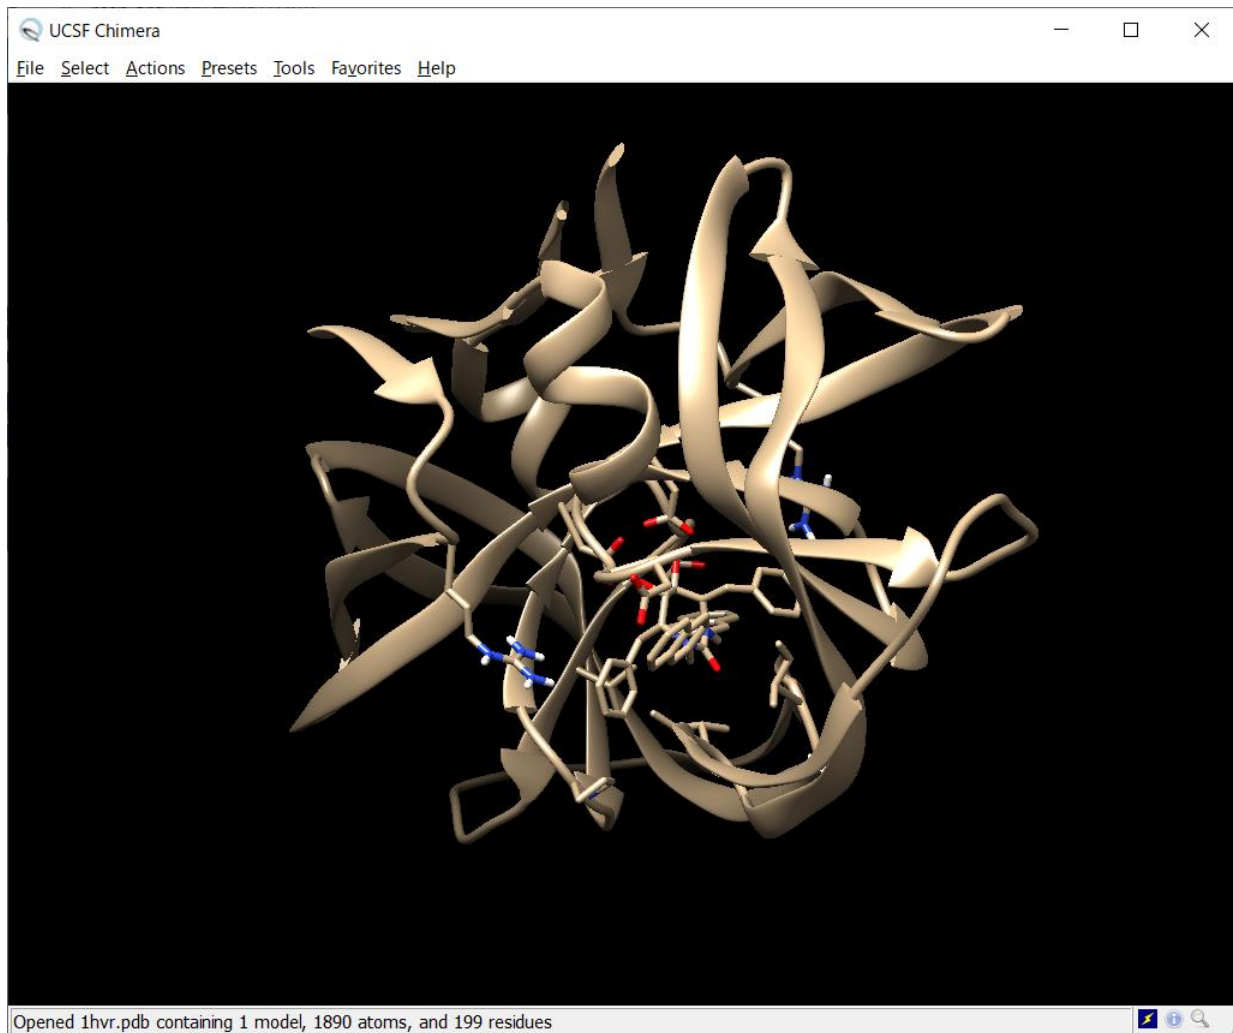 UCSF Chimera
File Select Actions Presets Tools Favorites Help
Opened 1hvr.pdb containing 1 model, 1890 atoms, and 199 residues